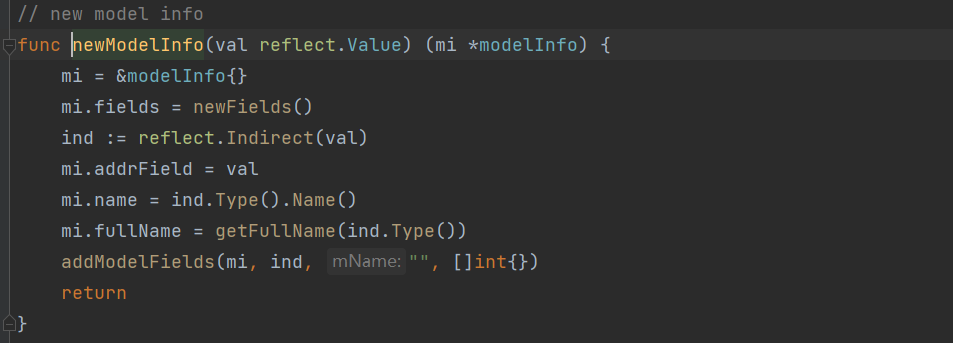 // new model info
func newModelInfo(val reflect.Value) (mi *modelInfo) {
    mi = &modelInfo{}
    mi.fields = newFields()
    ind := reflect.Indirect(val)
    mi.addrField = val
    mi.name = ind.Type().Name()
    mi.fullName = getFullName(ind.Type())
    addModelFields(mi, ind, mName: "", []int{})
    return
}